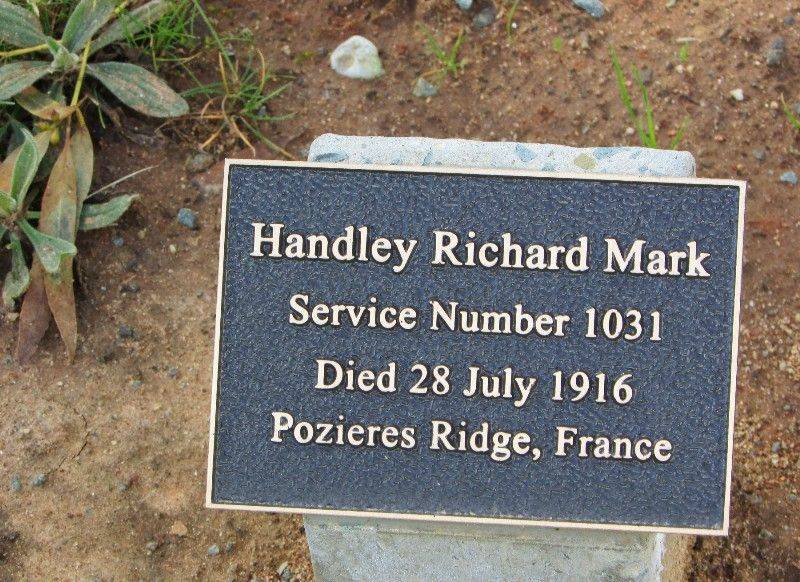 Handley Richard Mark
Service Number 1031
Died 28 July 1916
Pozieres Ridge, France